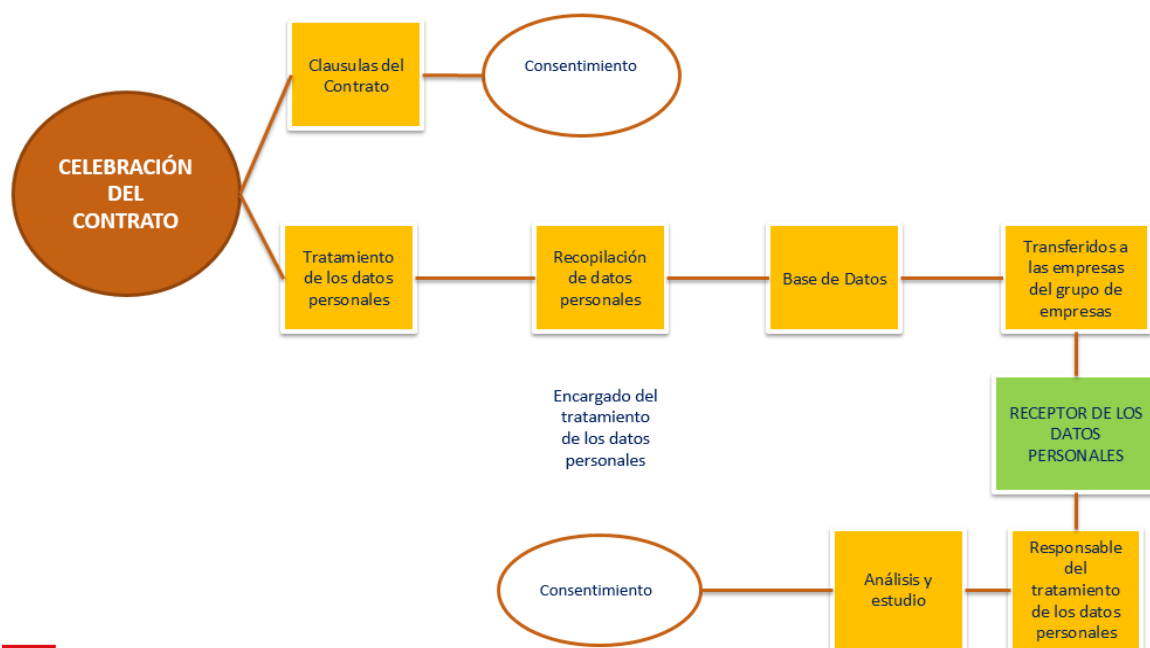 Clausulas del
Contrato
Consentimiento
CELEBRACIÓN
DEL
CONTRATO
Tratamiento
de los datos
personales
Recopilación
de datos
personales
Base de Datos
Transferidos a
las empresas
del grupo de
empresas
Encargado del
tratamiento
de los datos
personales
RECEPTOR DE LOS
DATOS
PERSONALES
Responsable
del
tratamiento
de los datos
personales
Análisis y
estudio
Consentimiento